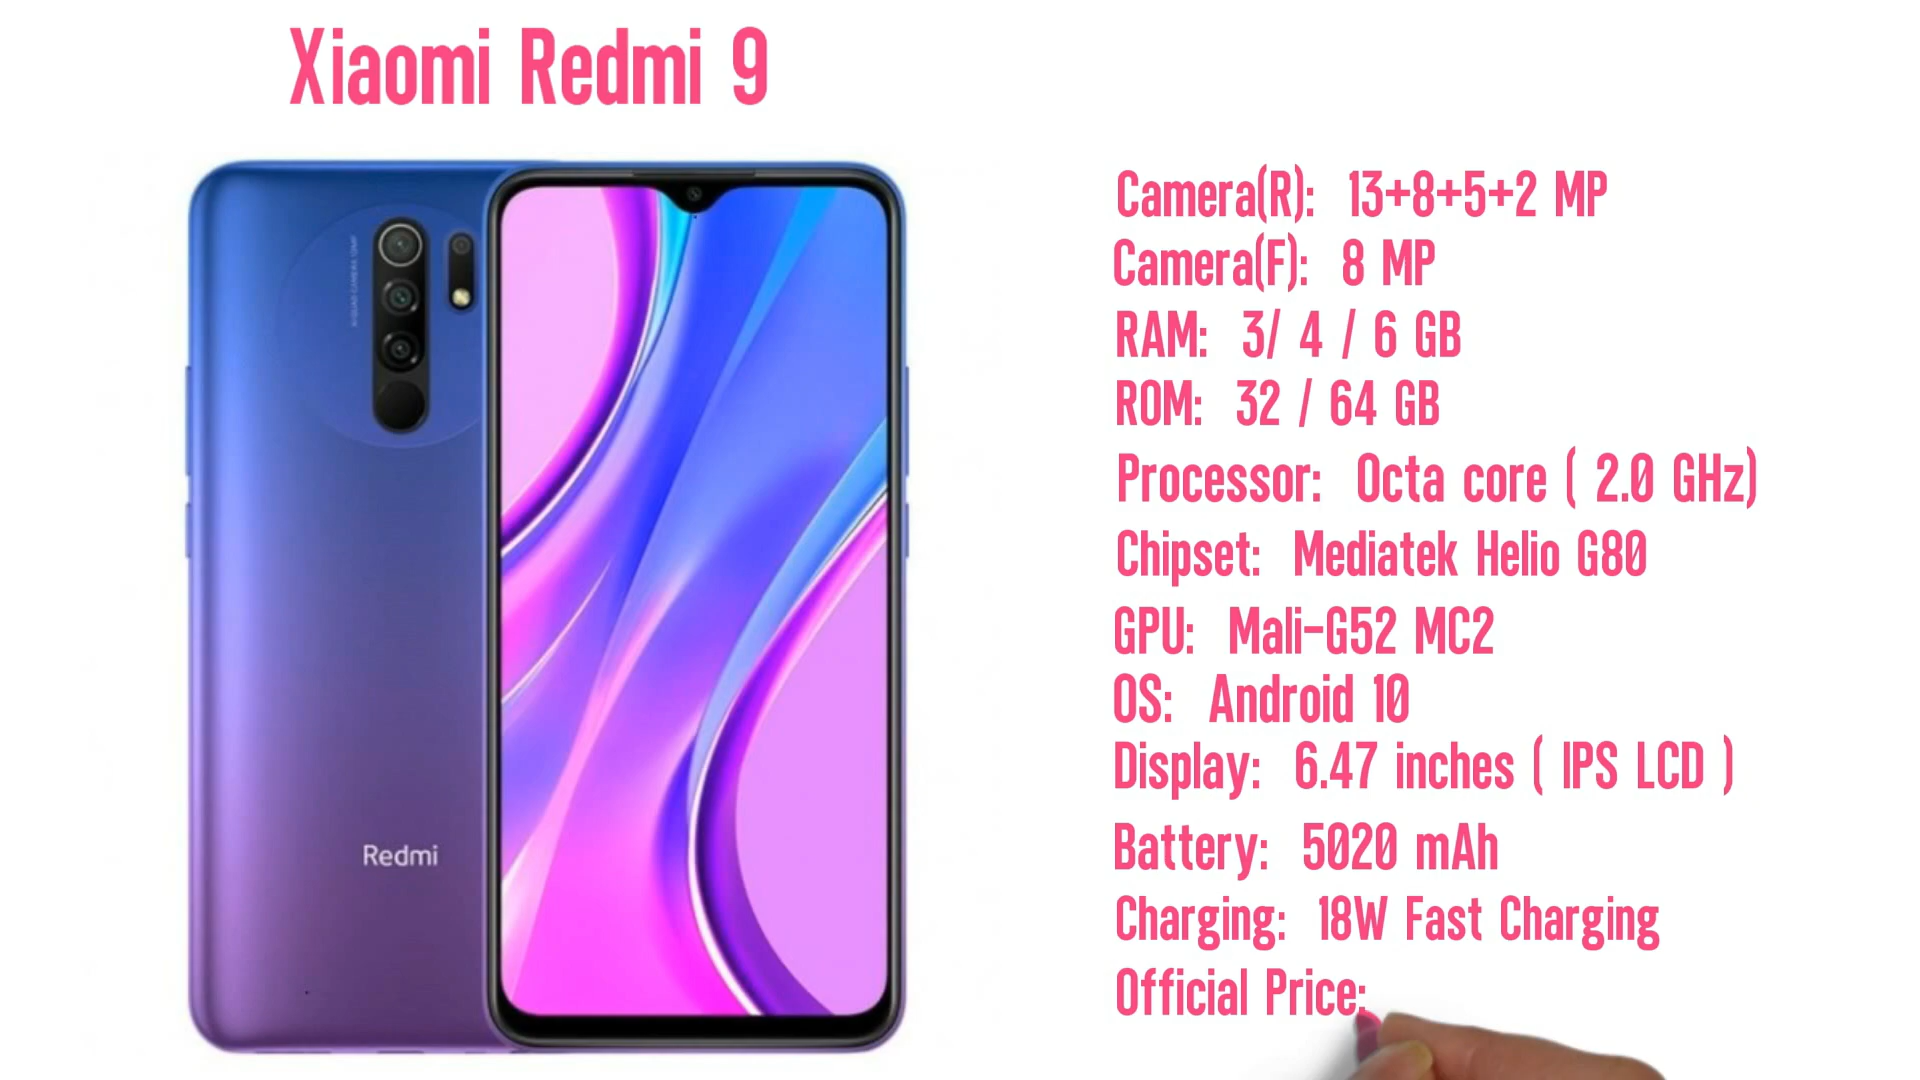 Xiaomi Redmi 9
Camera(R): 13+8+5+2 MP
Camera(F): 8 MP
RAM: 3/ 4 / 6 GB
ROM: 32 / 64 GB
Processor: Octa core ( 2.0 GHz)
Chipset: Mediatek Helio G80
GPU: Mali-G52 MC2
OS: Android 10
Display: 6.47 inches ( IPS LCD )
Battery: 5020 mAh
Charging: 18W Fast Charging
Official Price:
Redmi